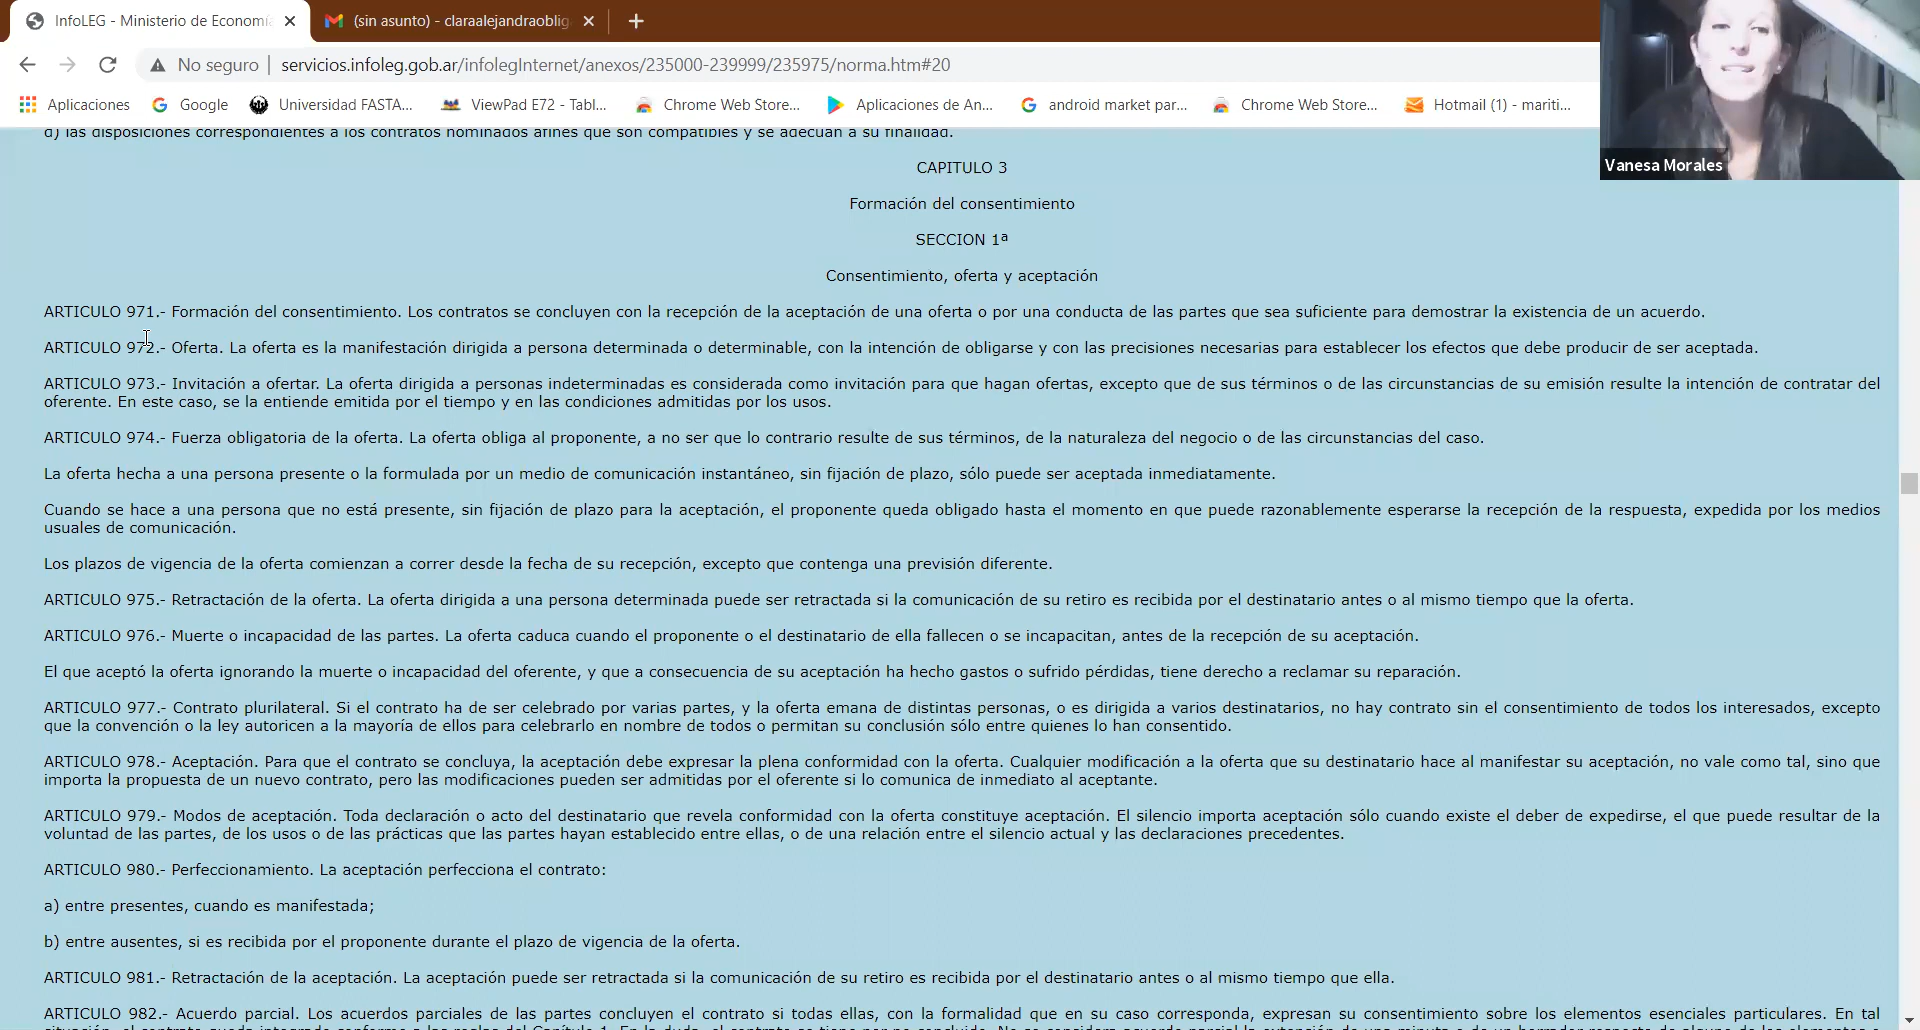 InfoLEG - Ministerio de Economí
(sin asunto) - claraalejandraoblig
No seguro | servicios.infoleg.gob.ar/infolegInternet/anexos/235000-239999/235975/norma.htm#20
Aplicaciones Google Universidad FASTA... ViewPad E72 - Tabl... Chrome Web Store... Aplicaciones de An... android market par... Chrome Web Store... Hotmail (1) - mariti...
Vanesa Morales
d) las disposiciones correspondientes a los contratos nominados afines que son compatibles y se adecuan a su finalidad.
CAPITULO 3
Formación del consentimiento
SECCION 1ª
Consentimiento, oferta y aceptación
ARTICULO 971.- Formación del consentimiento. Los contratos se concluyen con la recepción de la aceptación de una oferta o por una conducta de las partes que sea suficiente para demostrar la existencia de un acuerdo.
ARTICULO 972.- Oferta. La oferta es la manifestación dirigida a persona determinada o determinable, con la intención de obligarse y con las precisiones necesarias para establecer los efectos que debe producir de ser aceptada.
ARTICULO 973.- Invitación a ofertar. La oferta dirigida a personas indeterminadas es considerada como invitación para que hagan ofertas, excepto que de sus términos o de las circunstancias de su emisión resulte la intención de contratar del
oferente. En este caso, se la entiende emitida por el tiempo y en las condiciones admitidas por los usos.
ARTICULO 974.- Fuerza obligatoria de la oferta. La oferta obliga al proponente, a no ser que lo contrario resulte de sus términos, de la naturaleza del negocio o de las circunstancias del caso.
La oferta hecha a una persona presente o la formulada por un medio de comunicación instantáneo, sin fijación de plazo, sólo puede ser aceptada inmediatamente.
Cuando se hace a una persona que no está presente, sin fijación de plazo para la aceptación, el proponente queda obligado hasta el momento en que puede razonablemente esperarse la recepción de la respuesta, expedida por los medios
usuales de comunicación.
Los plazos de vigencia de la oferta comienzan a correr desde la fecha de su recepción, excepto que contenga una previsión diferente.
ARTICULO 975.- Retractación de la oferta. La oferta dirigida a una persona determinada puede ser retractada si la comunicación de su retiro es recibida por el destinatario antes o al mismo tiempo que la oferta.
ARTICULO 976.- Muerte o incapacidad de las partes. La oferta caduca cuando el proponente o el destinatario de ella fallecen o se incapacitan, antes de la recepción de su aceptación.
El que aceptó la oferta ignorando la muerte o incapacidad del oferente, y que a consecuencia de su aceptación ha hecho gastos o sufrido pérdidas, tiene derecho a reclamar su reparación.
ARTICULO 977.- Contrato plurilateral. Si el contrato ha de ser celebrado por varias partes, y la oferta emana de distintas personas, o es dirigida a varios destinatarios, no hay contrato sin el consentimiento de todos los interesados, excepto
que la convención o la ley autoricen a la mayoría de ellos para celebrarlo en nombre de todos o permitan su conclusión sólo entre quienes lo han consentido.
ARTICULO 978.- Aceptación. Para que el contrato se concluya, la aceptación debe expresar la plena conformidad con la oferta. Cualquier modificación a la oferta que su destinatario hace al manifestar su aceptación, no vale como tal, sino que
importa la propuesta de un nuevo contrato, pero las modificaciones pueden ser admitidas por el oferente si lo comunica de inmediato al aceptante.
ARTICULO 979.- Modos de aceptación. Toda declaración o acto del destinatario que revela conformidad con la oferta constituye aceptación. El silencio importa aceptación sólo cuando existe el deber de expedirse, el que puede resultar de la
voluntad de las partes, de los usos o de las prácticas que las partes hayan establecido entre ellas, o de una relación entre el silencio actual y las declaraciones precedentes.
ARTICULO 980.- Perfeccionamiento. La aceptación perfecciona el contrato:
a) entre presentes, cuando es manifestada;
b) entre ausentes, si es recibida por el proponente durante el plazo de vigencia de la oferta.
ARTICULO 981.- Retractación de la aceptación. La aceptación puede ser retractada si la comunicación de su retiro es recibida por el destinatario antes o al mismo tiempo que ella.
ARTICULO 982.- Acuerdo parcial. Los acuerdos parciales de las partes concluyen el contrato si todas ellas, con la formalidad que en su caso corresponda, expresan su consentimiento sobre los elementos esenciales particulares. En tal